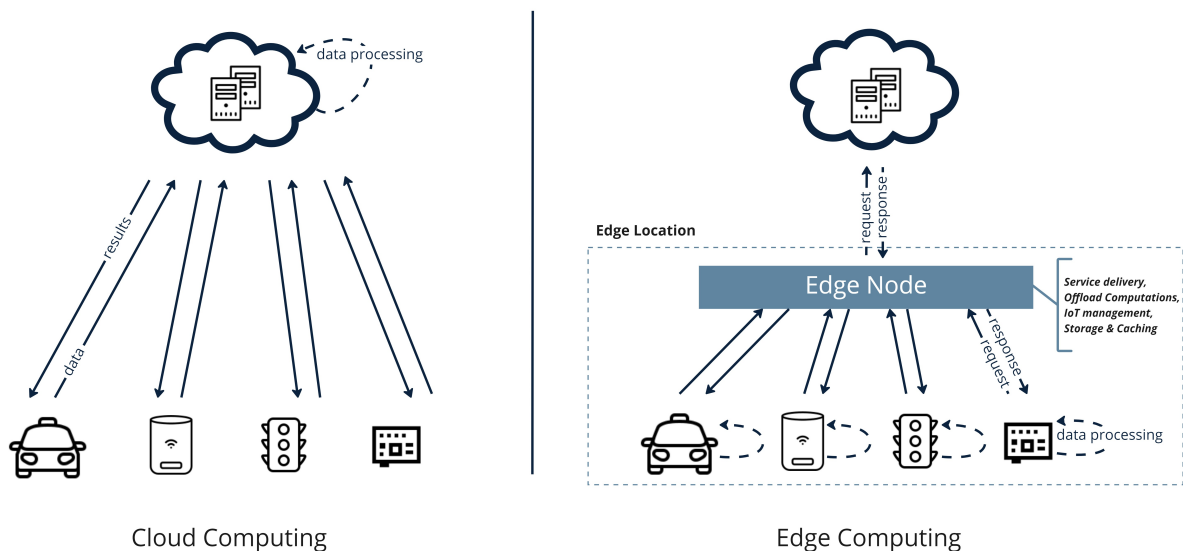 data processing
results
data
Cloud Computing
request
response
Edge Location
Edge Node
Service delivery,
Offload Computations,
IoT management,
Storage & Caching
response
request
data processing
Edge Computing